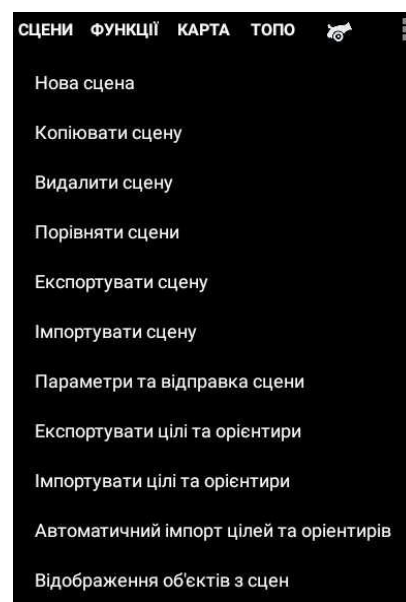 СЦЕНИ ФУНКЦІЇ КАРТА ТОПО
Нова сцена
Копіювати сцену
Видалити сцену
Порівняти сцени
Експортувати сцену
Імпортувати сцену
Параметри та відправка сцени
Експортувати цілі та орієнтири
Імпортувати цілі та орієнтири
Автоматичний імпорт цілей та оріентирів
Відображення об'єктів з сцен